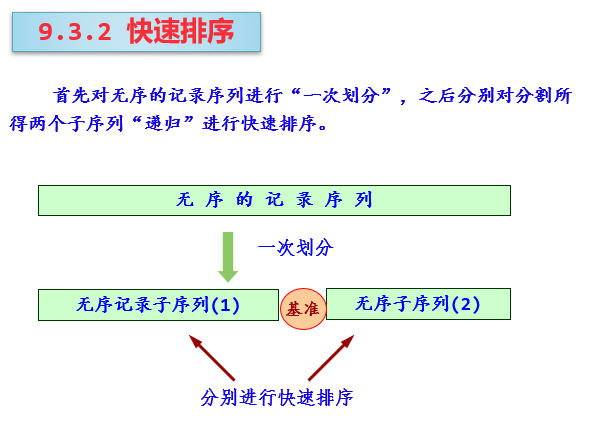 9.3.2 快速排序
首先对无序的记录序列进行“一次划分”，之后分别对分割所
得两个子序列“递归”进行快速排序。
无 序 的 记 录 序 列
一次划分
无序记录子序列(1)
基准
无序子序列(2)
分别进行快速排序